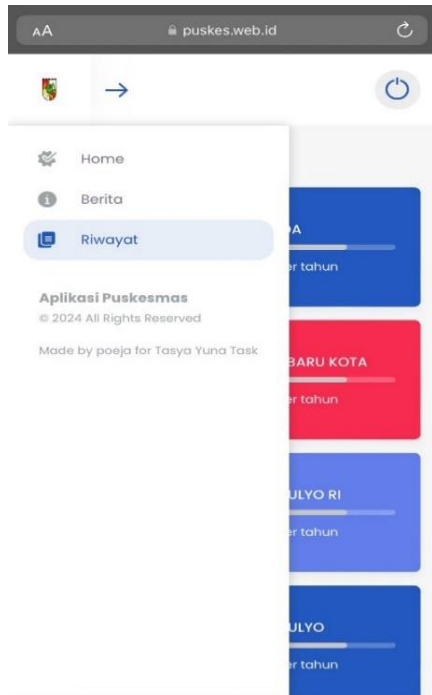 AA
puskes.web.id
Home
Berita
Riwayat
Aplikasi Puskesmas
© 2024 All Rights Reserved
Made by poeja for Tasya Yuna Task
er tahun
BARU KOTA
er tahun
ULYO RI
er tahun
ULYO
er tahun